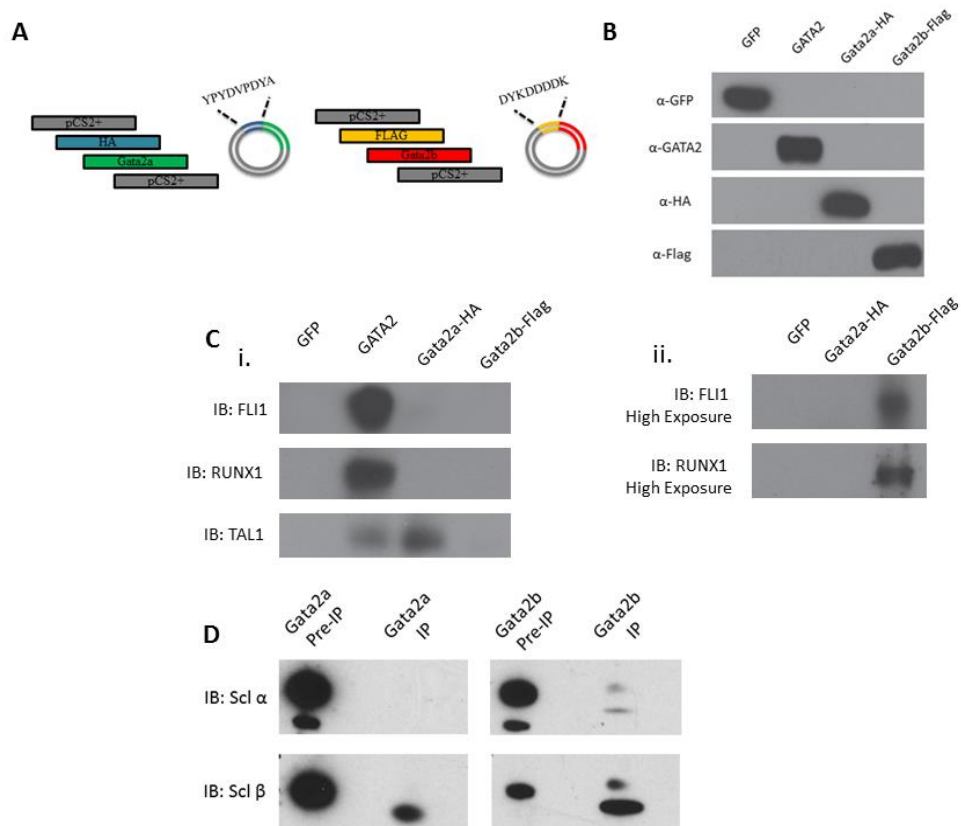 A
YPYDVPDYA
pCS2+
HA
Gata2a
pCS2+
DYKDDDDK
pCS2+
FLAG
Gata2b
pCS2+
B
GFP
GATA2
Gata2a-HA
Gata2b-Flag
α-GFP
α-GATA2
α-HA
α-Flag
C
i.
GFP
GATA2
Gata2a-HA
Gata2b-Flag
IB: FLI1
IB: RUNX1
IB: TAL1
ii.
GFP
Gata2a-HA
Gata2b-Flag
IB: FLI1
High Exposure
IB: RUNX1
High Exposure
D
Gata2a
Pre-IP
Gata2a
IP
Gata2b
Pre-IP
Gata2b
IP
IB: Scl α
IB: Scl β